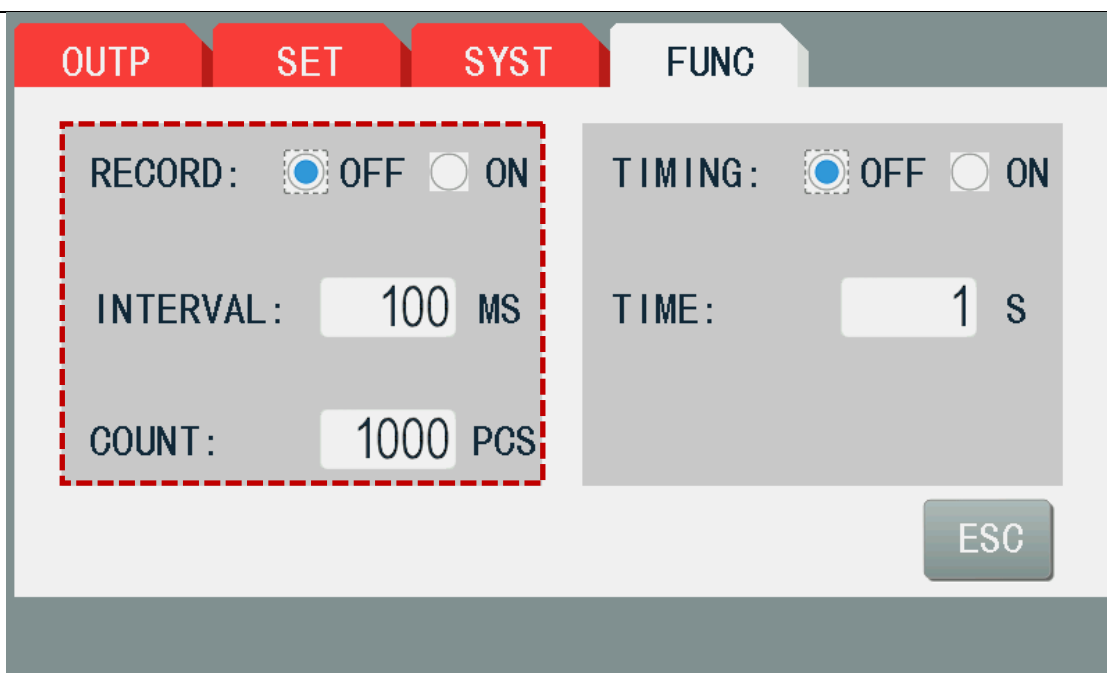 OUTP SET SYST FUNC
RECORD: OFF ON
INTERVAL: 100 MS
COUNT: 1000 PCS
TIMING: OFF ON
TIME: 1 S
ESC